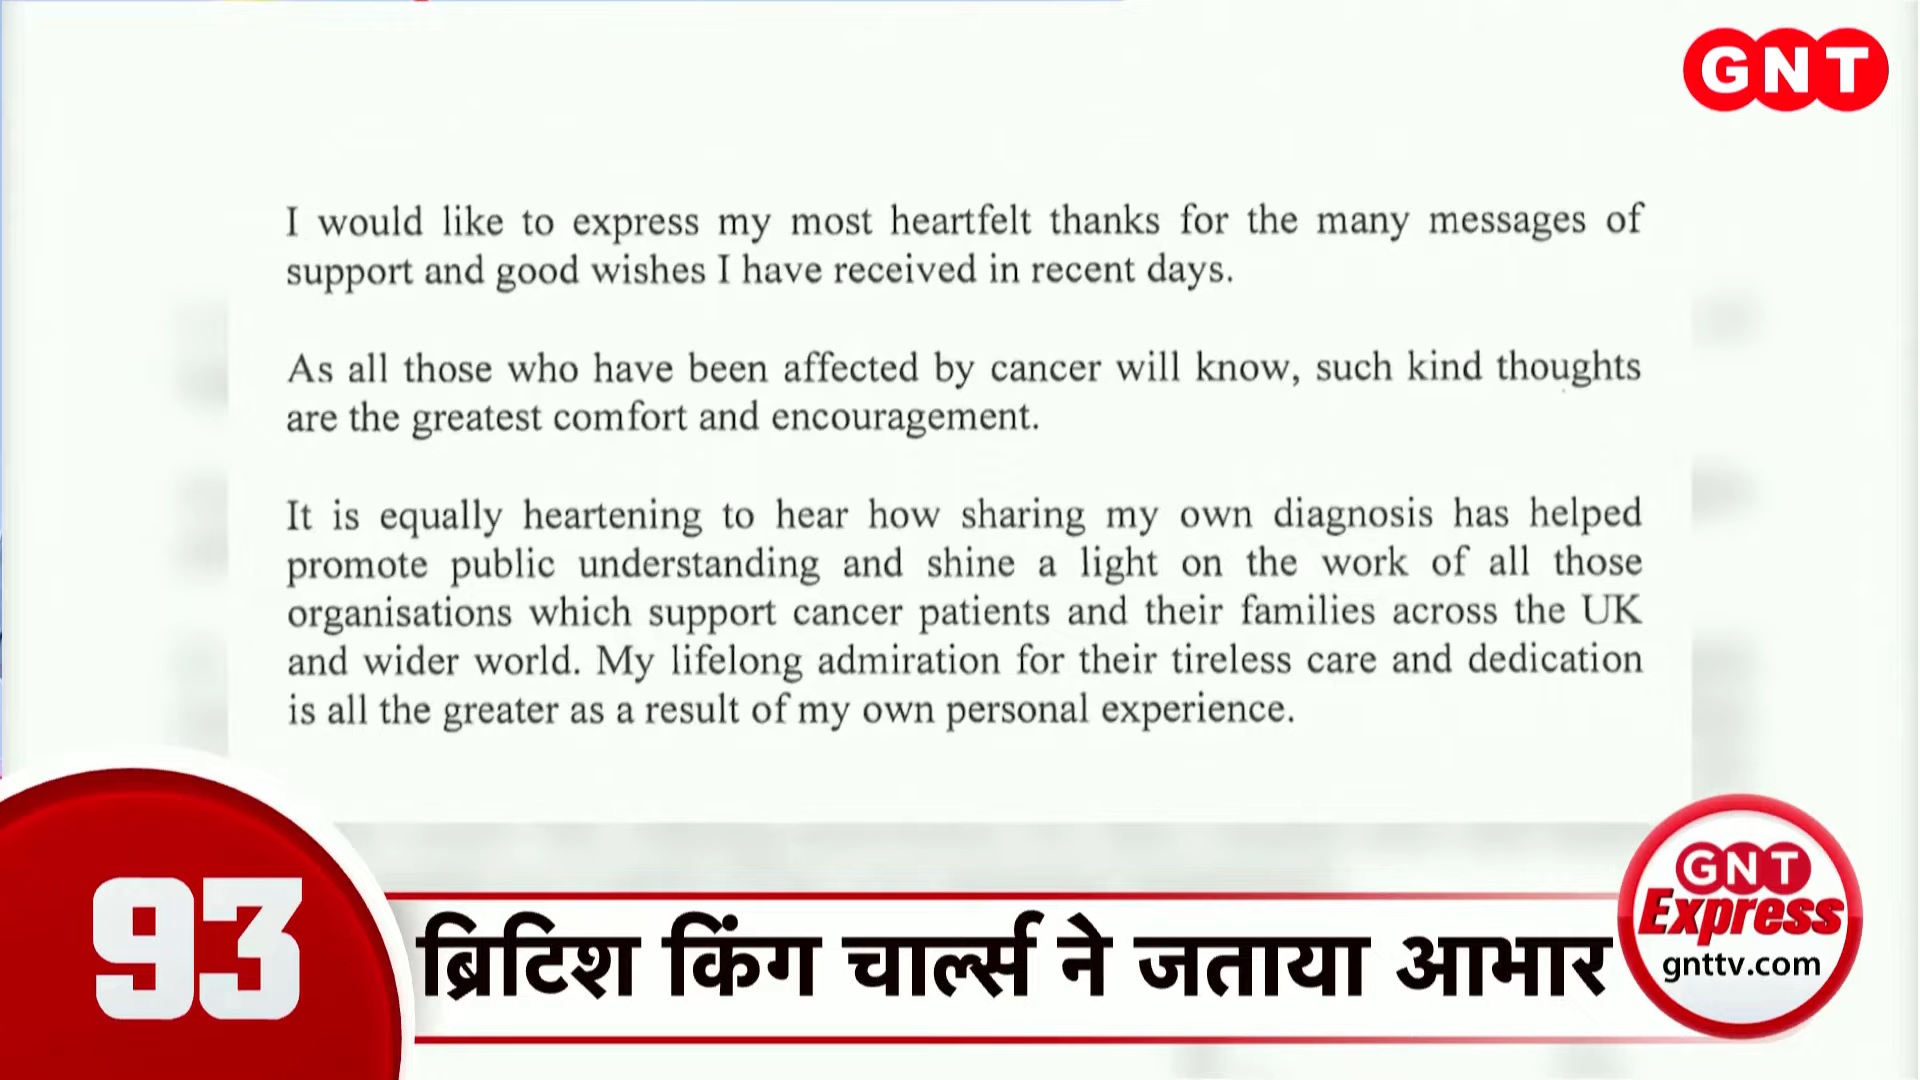 GNT
I would like to express my most heartfelt thanks for the many messages of
support and good wishes I have received in recent days.
As all those who have been affected by cancer will know, such kind thoughts
are the greatest comfort and encouragement.
It is equally heartening to hear how sharing my own diagnosis has helped
promote public understanding and shine a light on the work of all those
organisations which support cancer patients and their families across the UK
and wider world. My lifelong admiration for their tireless care and dedication
is all the greater as a result of my own personal experience.
93
ब्रिटिश किंग चार्ल्स ने जताया आभार
GNT
Express
gnttv.com